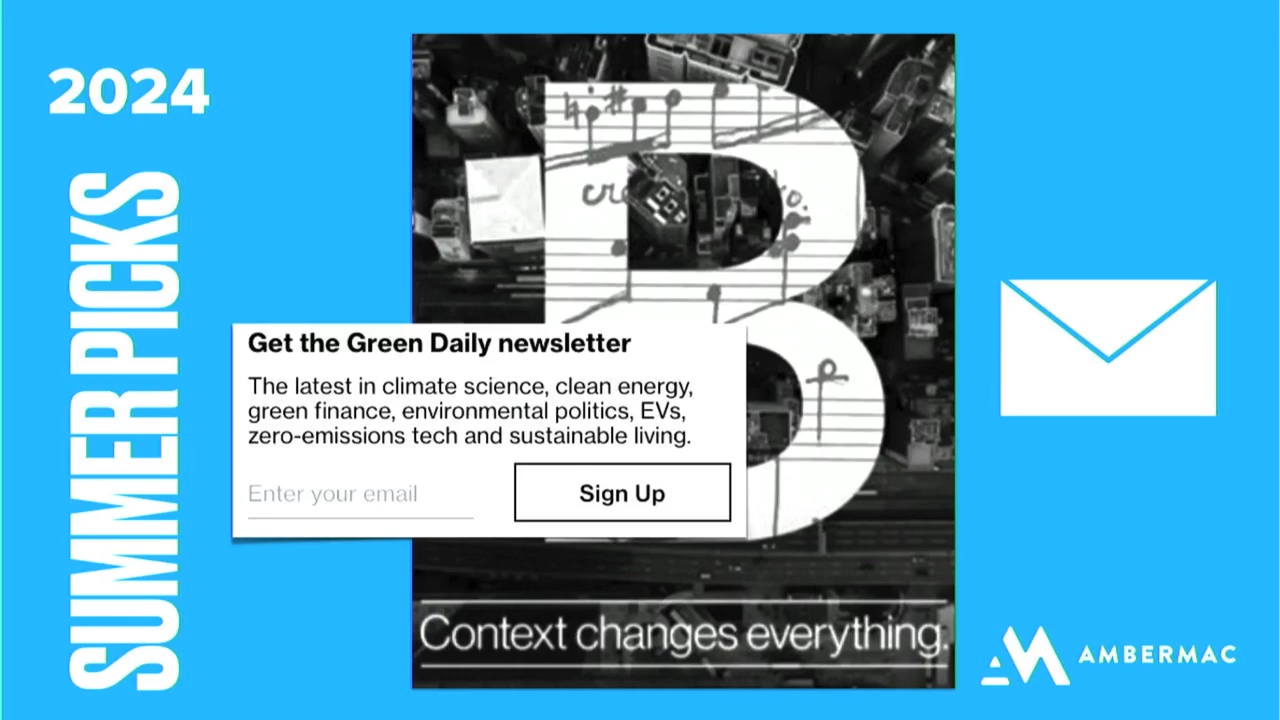 2024
SUMMER PICKS
Get the Green Daily newsletter
The latest in climate science, clean energy,
green finance, environmental politics, EVs,
zero-emissions tech and sustainable living.
Enter your email
Sign Up
B
Context changes everything.
AMBERMAC